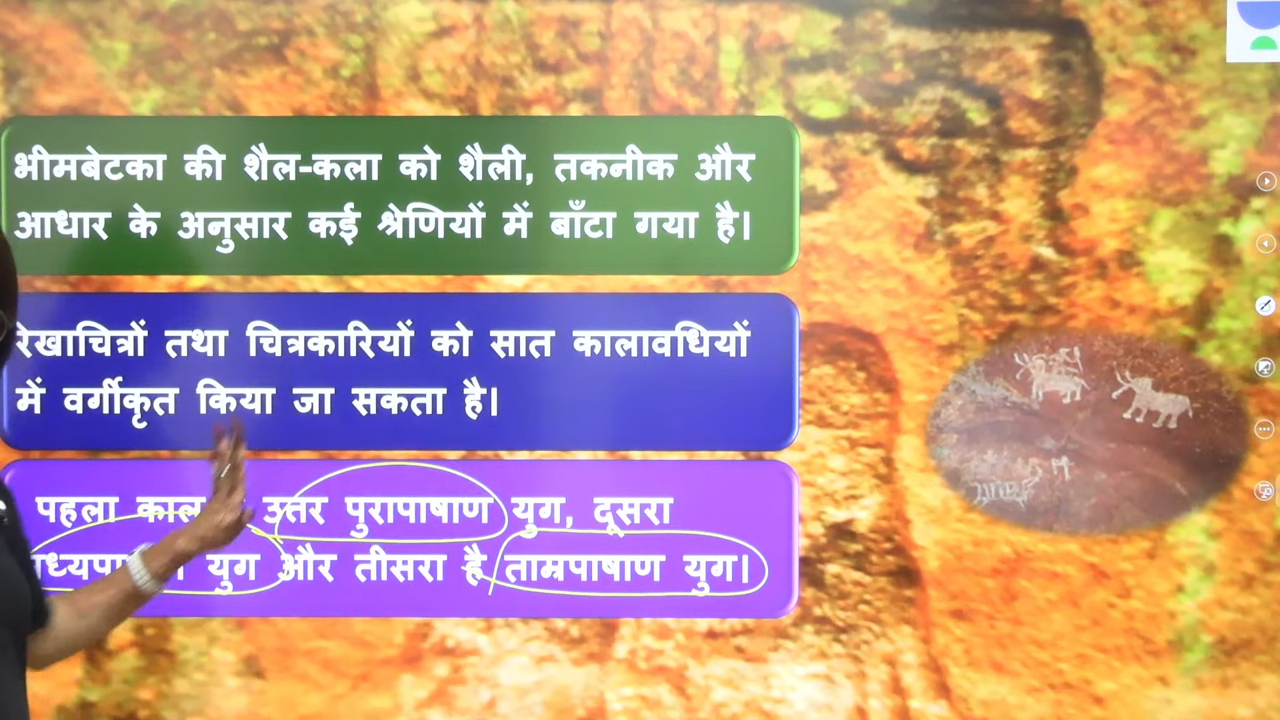 भीमबेटका की शैल-कला को शैली, तकनीक और
आधार के अनुसार कई श्रेणियों में बाँटा गया है।
रेखाचित्रों तथा चित्रकारियों को सात कालावधियों
में वर्गीकृत किया जा सकता है।
पहला काल उत्तर पुरापाषाण युग, दूसरा
युग और तीसरा है ताम्रपाषाण युग।